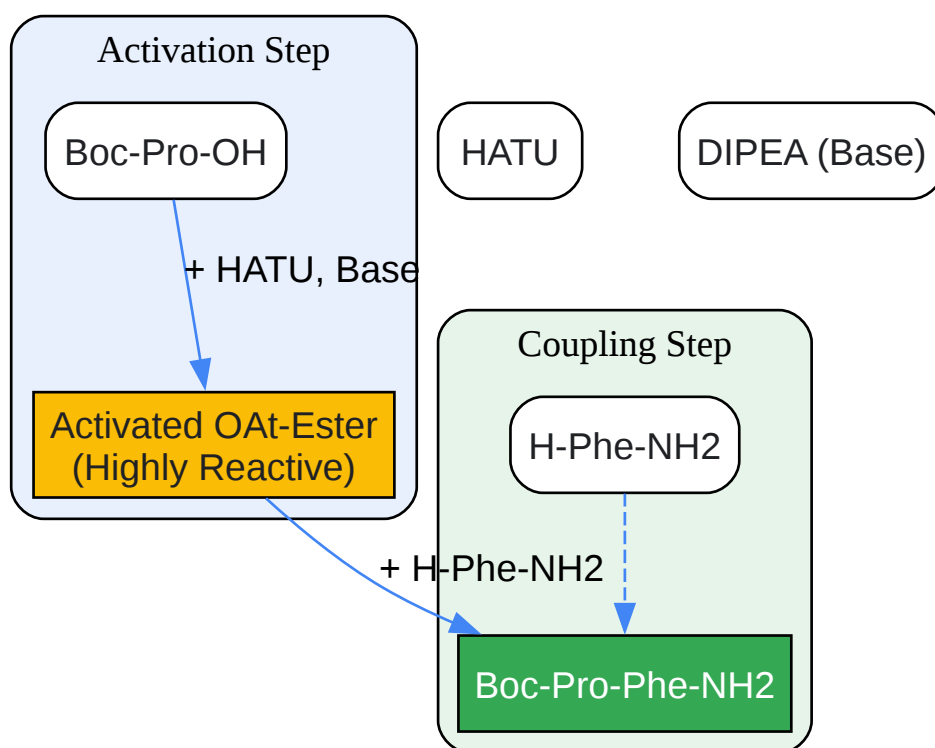 Activation Step
Boc-Pro-OH
HATU
DIPEA (Base)
+ HATU, Base
Coupling Step
Activated OAt-Ester
(Highly Reactive)
H-Phe-NH2
+ H-Phe-NH2
Boc-Pro-Phe-NH2